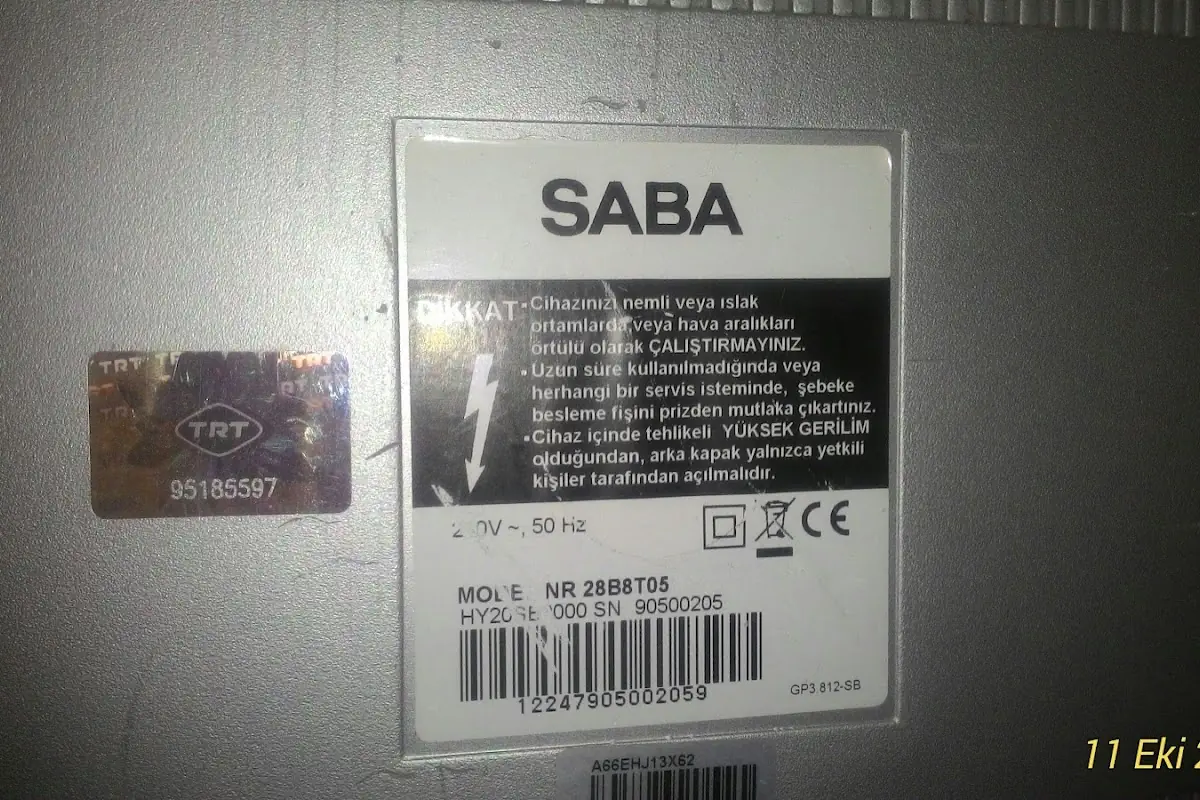 SABA
DİKKAT
Cihazınızı nemli veya ıslak
ortamlarda,veya hava aralıkları
örtülü olarak ÇALIŞTIRMAYINIZ.
Uzun süre kullanılmadığında veya
herhangi bir servis isteminde, şebeke
besleme fişini prizden mutlaka çıkartınız.
Cihaz içinde tehlikeli YÜKSEK GERİLİM
olduğundan, arka kapak yalnızca yetkili
kişiler tarafından açılmalıdır.
TRT
TRT
TRT
TRT
95185597
~, 50 Hz
CE
NR 28B8T05
SN 90500205
12247905002059
GP3.812-SB
A66EHJ13X62
11 Eki